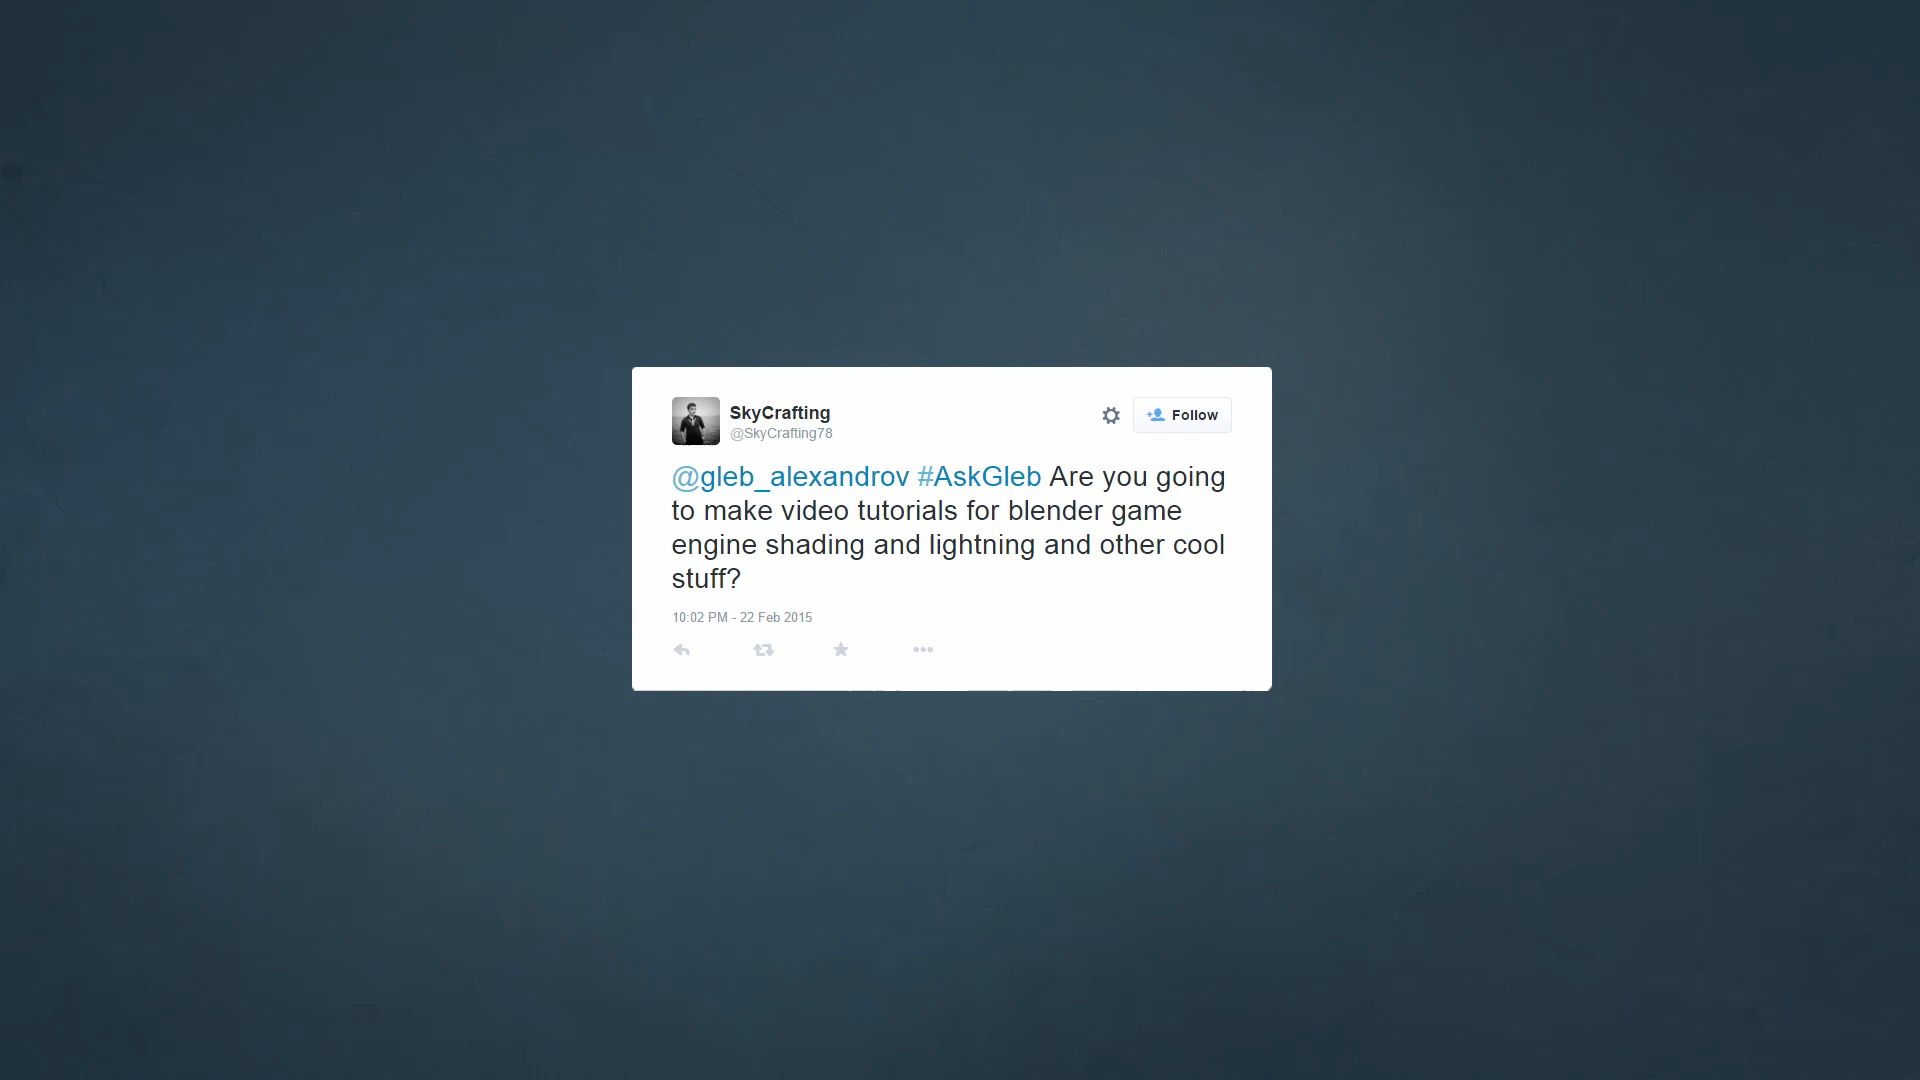 SkyCrafting
@SkyCrafting78
Follow
@gleb_alexandrov #AskGleb Are you going
to make video tutorials for blender game
engine shading and lightning and other cool
stuff?
10:02 PM - 22 Feb 2015